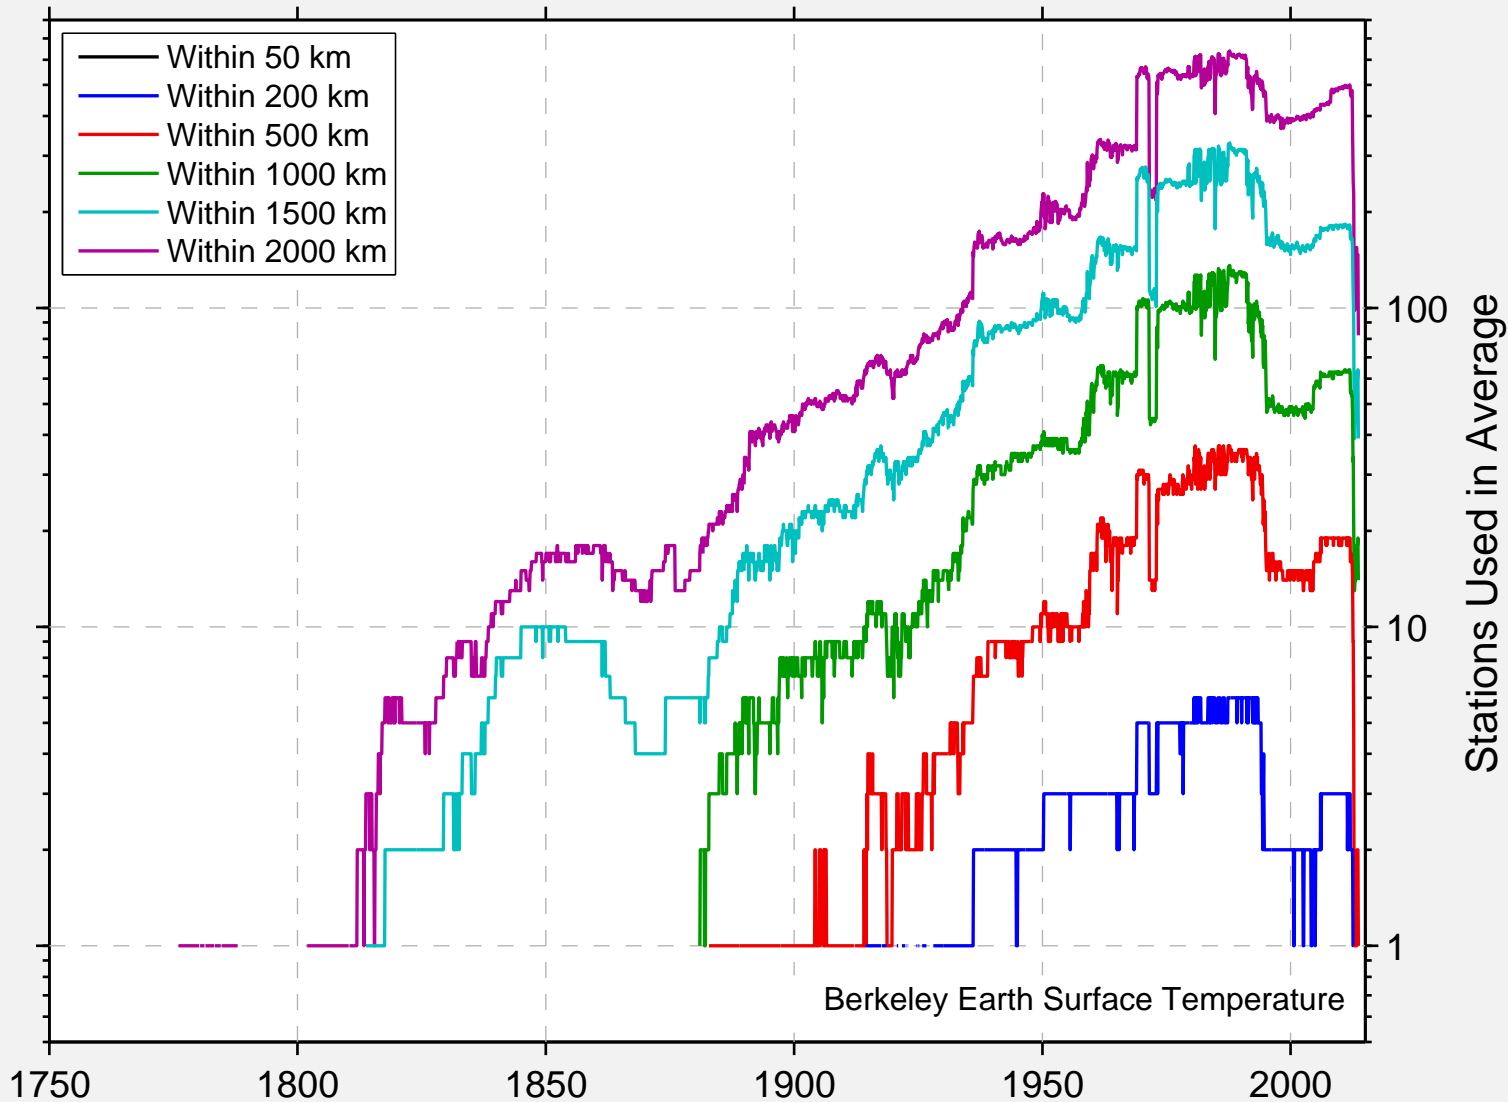 Within 50 km
Within 200 km
Within 500 km
Within 1000 km
Within 1500 km
Within 2000 km
100
10
1
Stations Used in Average
Berkeley Earth Surface Temperature
1750 1800 1850 1900 1950 2000